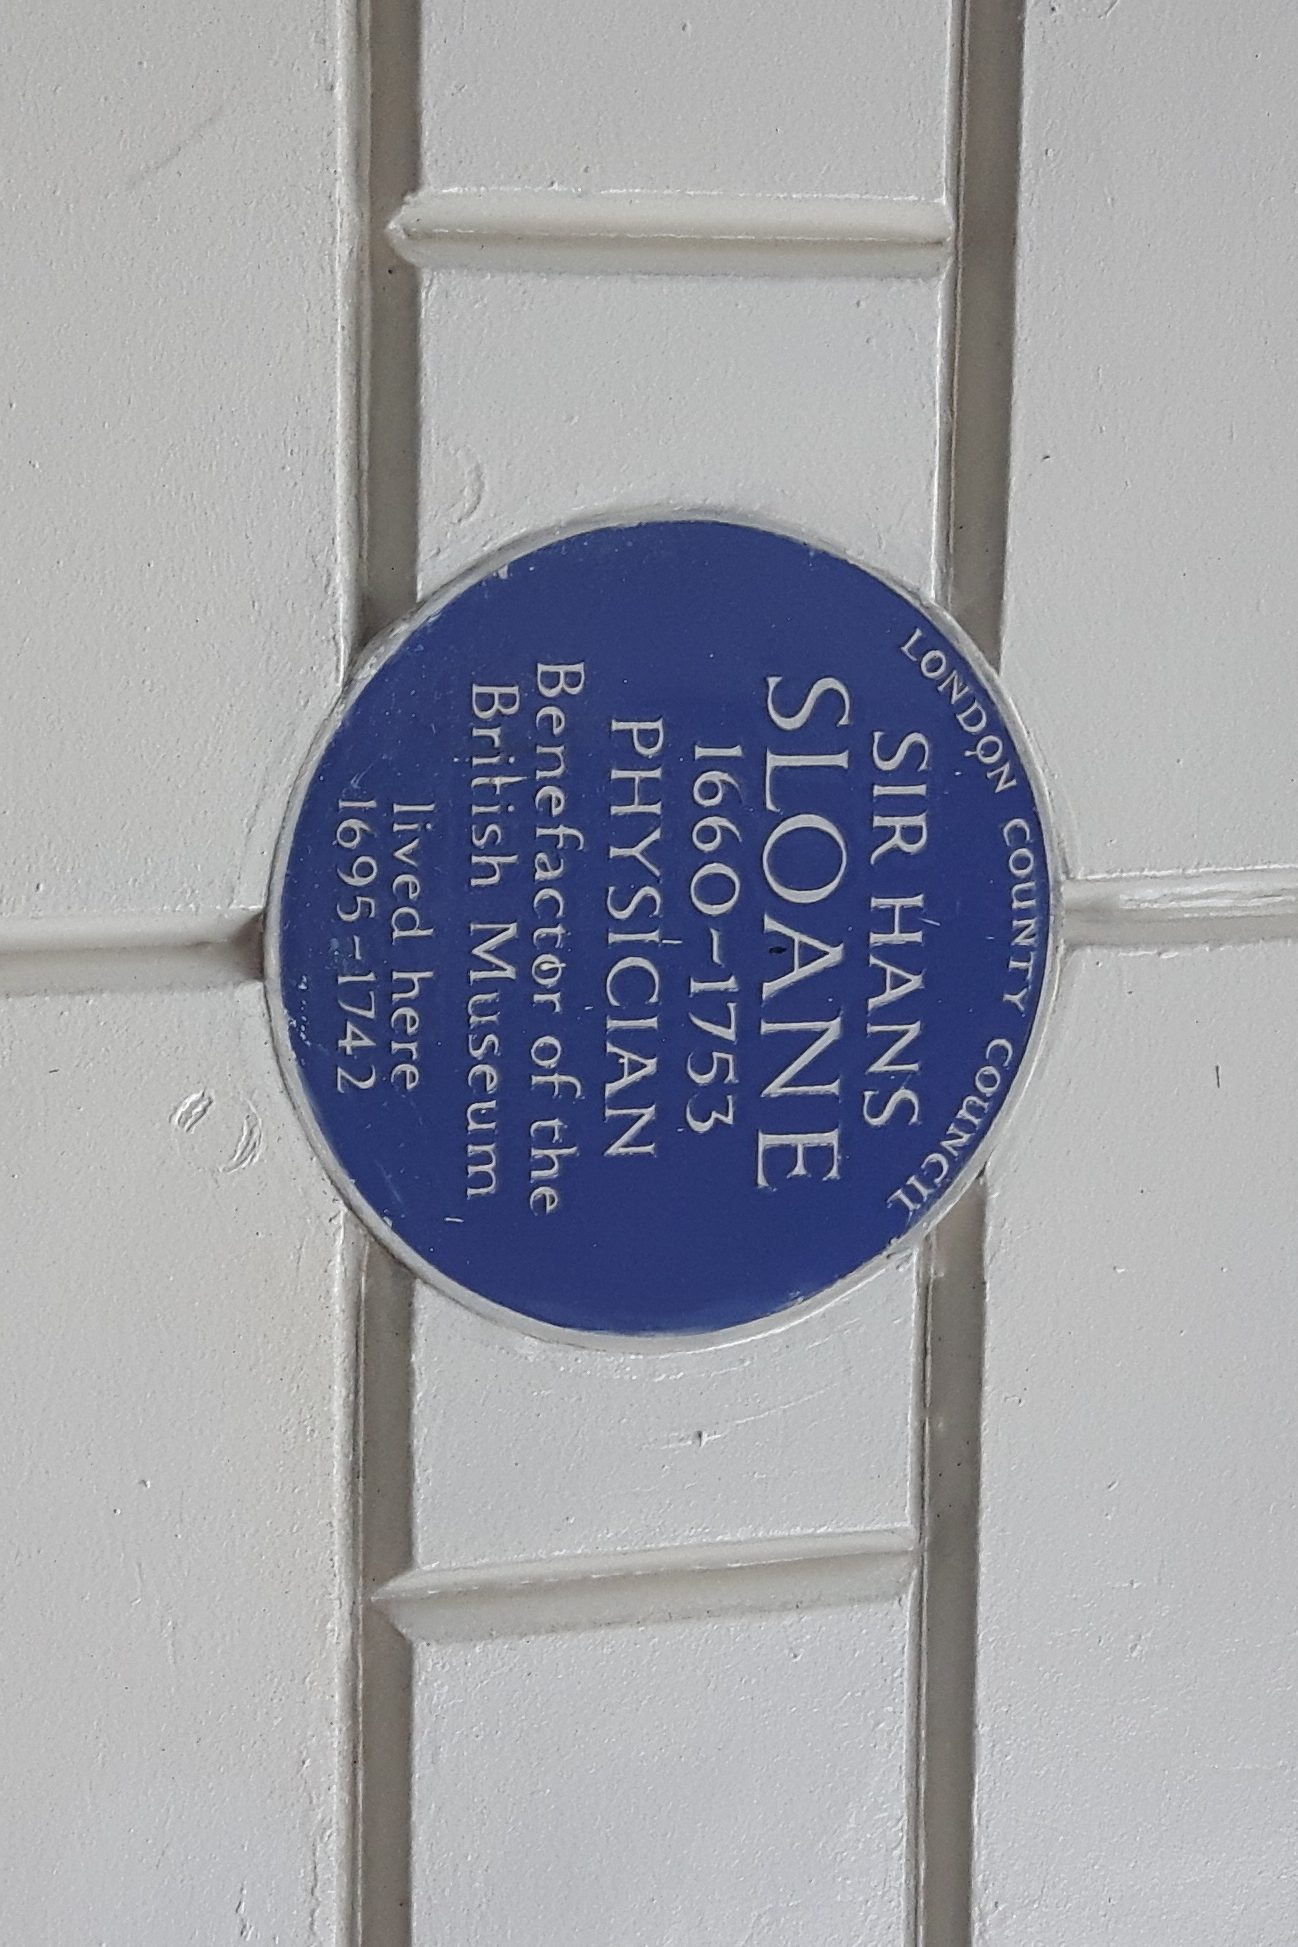 LONDON COUNTY COUNCIL
SIR HANS
SLOANE
1660-1753
PHYSICIAN
Benefactor of the
British Museum
lived here
1695-1742